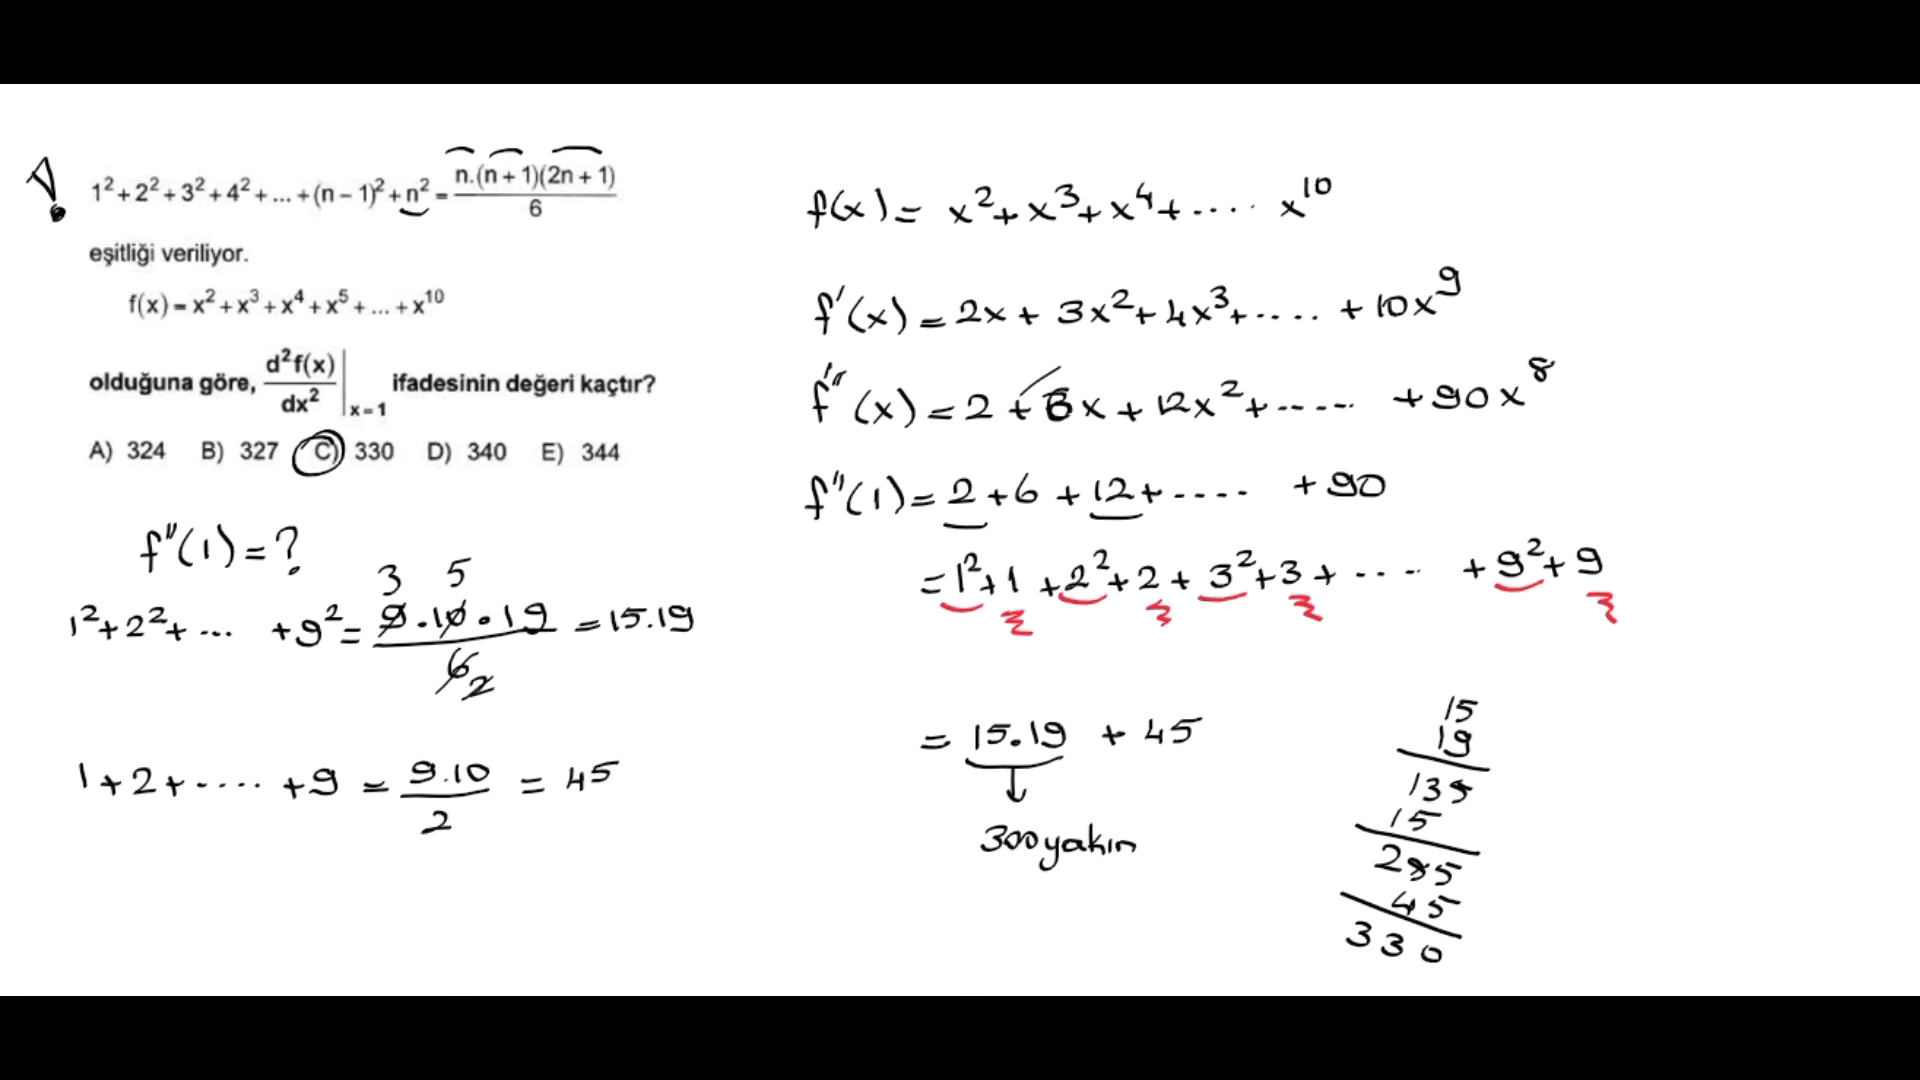 1² + 2² + 3² + 4² + ... + (n – 1)² + n² = n.(n + 1)(2n + 1) / 6
eşitliği veriliyor.
f(x) = x² + x³ + x⁴ + x⁵ + ... + x¹⁰
olduğuna göre, d²f(x) / dx² |x = 1 ifadesinin değeri kaçtır?
A) 324 B) 327 C) 330 D) 340 E) 344
f''(1) = ?
3 5
1² + 2² + ... + 9² = 9.10.19 / 6 2 = 15.19
1 + 2 + .... + 9 = 9.10 / 2 = 45
f(x) = x² + x³ + x⁴ + .... x¹⁰
f'(x) = 2x + 3x² + 4x³ + .... + 10x⁹
f''(x) = 2 + 6x + 12x² + ..... + 90x⁸
f''(1) = 2 + 6 + 12 + .... + 90
= 1² + 1 + 2² + 2 + 3² + 3 + .... + 9² + 9
= 15.19 + 45
300 yakın
15
19
135
15
285
45
330